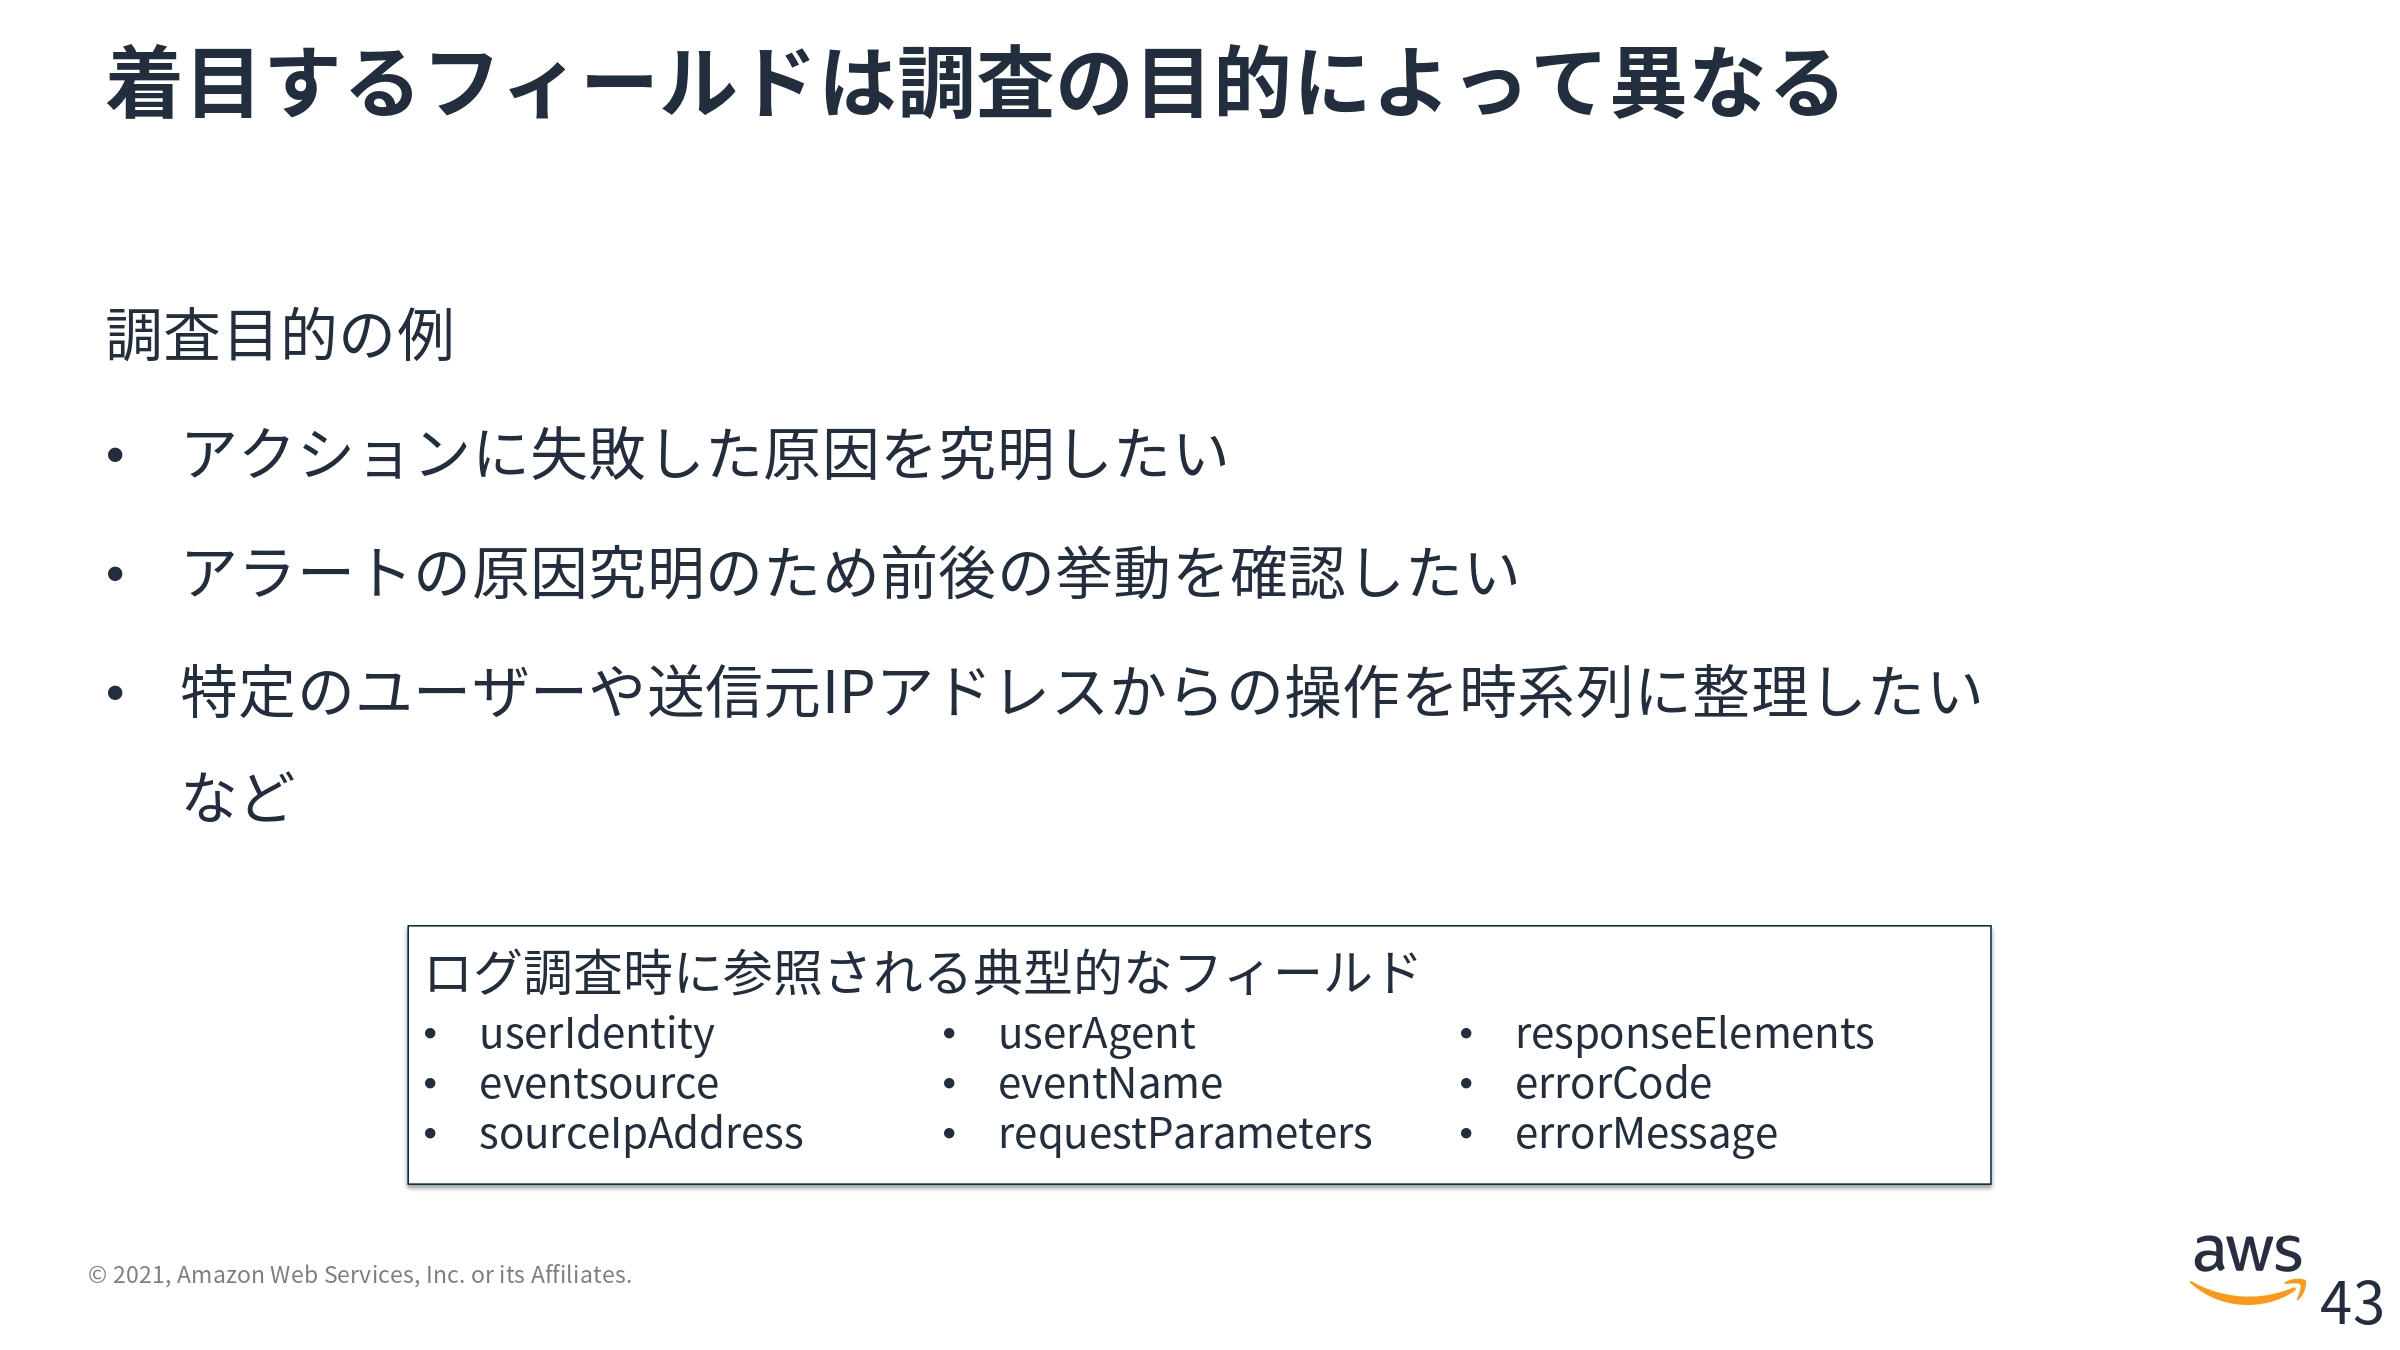 着目するフィールドは調査の目的によって異なる
調査目的の例
• アクションに失敗した原因を究明したい
• アラートの原因究明のため前後の挙動を確認したい
• 特定のユーザーや送信元IPアドレスからの操作を時系列に整理したい
など
ログ調査時に参照される典型的なフィールド
• userIdentity
• eventsource
• sourceIpAddress
• userAgent
• eventName
• requestParameters
• responseElements
• errorCode
• errorMessage
© 2021, Amazon Web Services, Inc. or its Affiliates.
aws
43